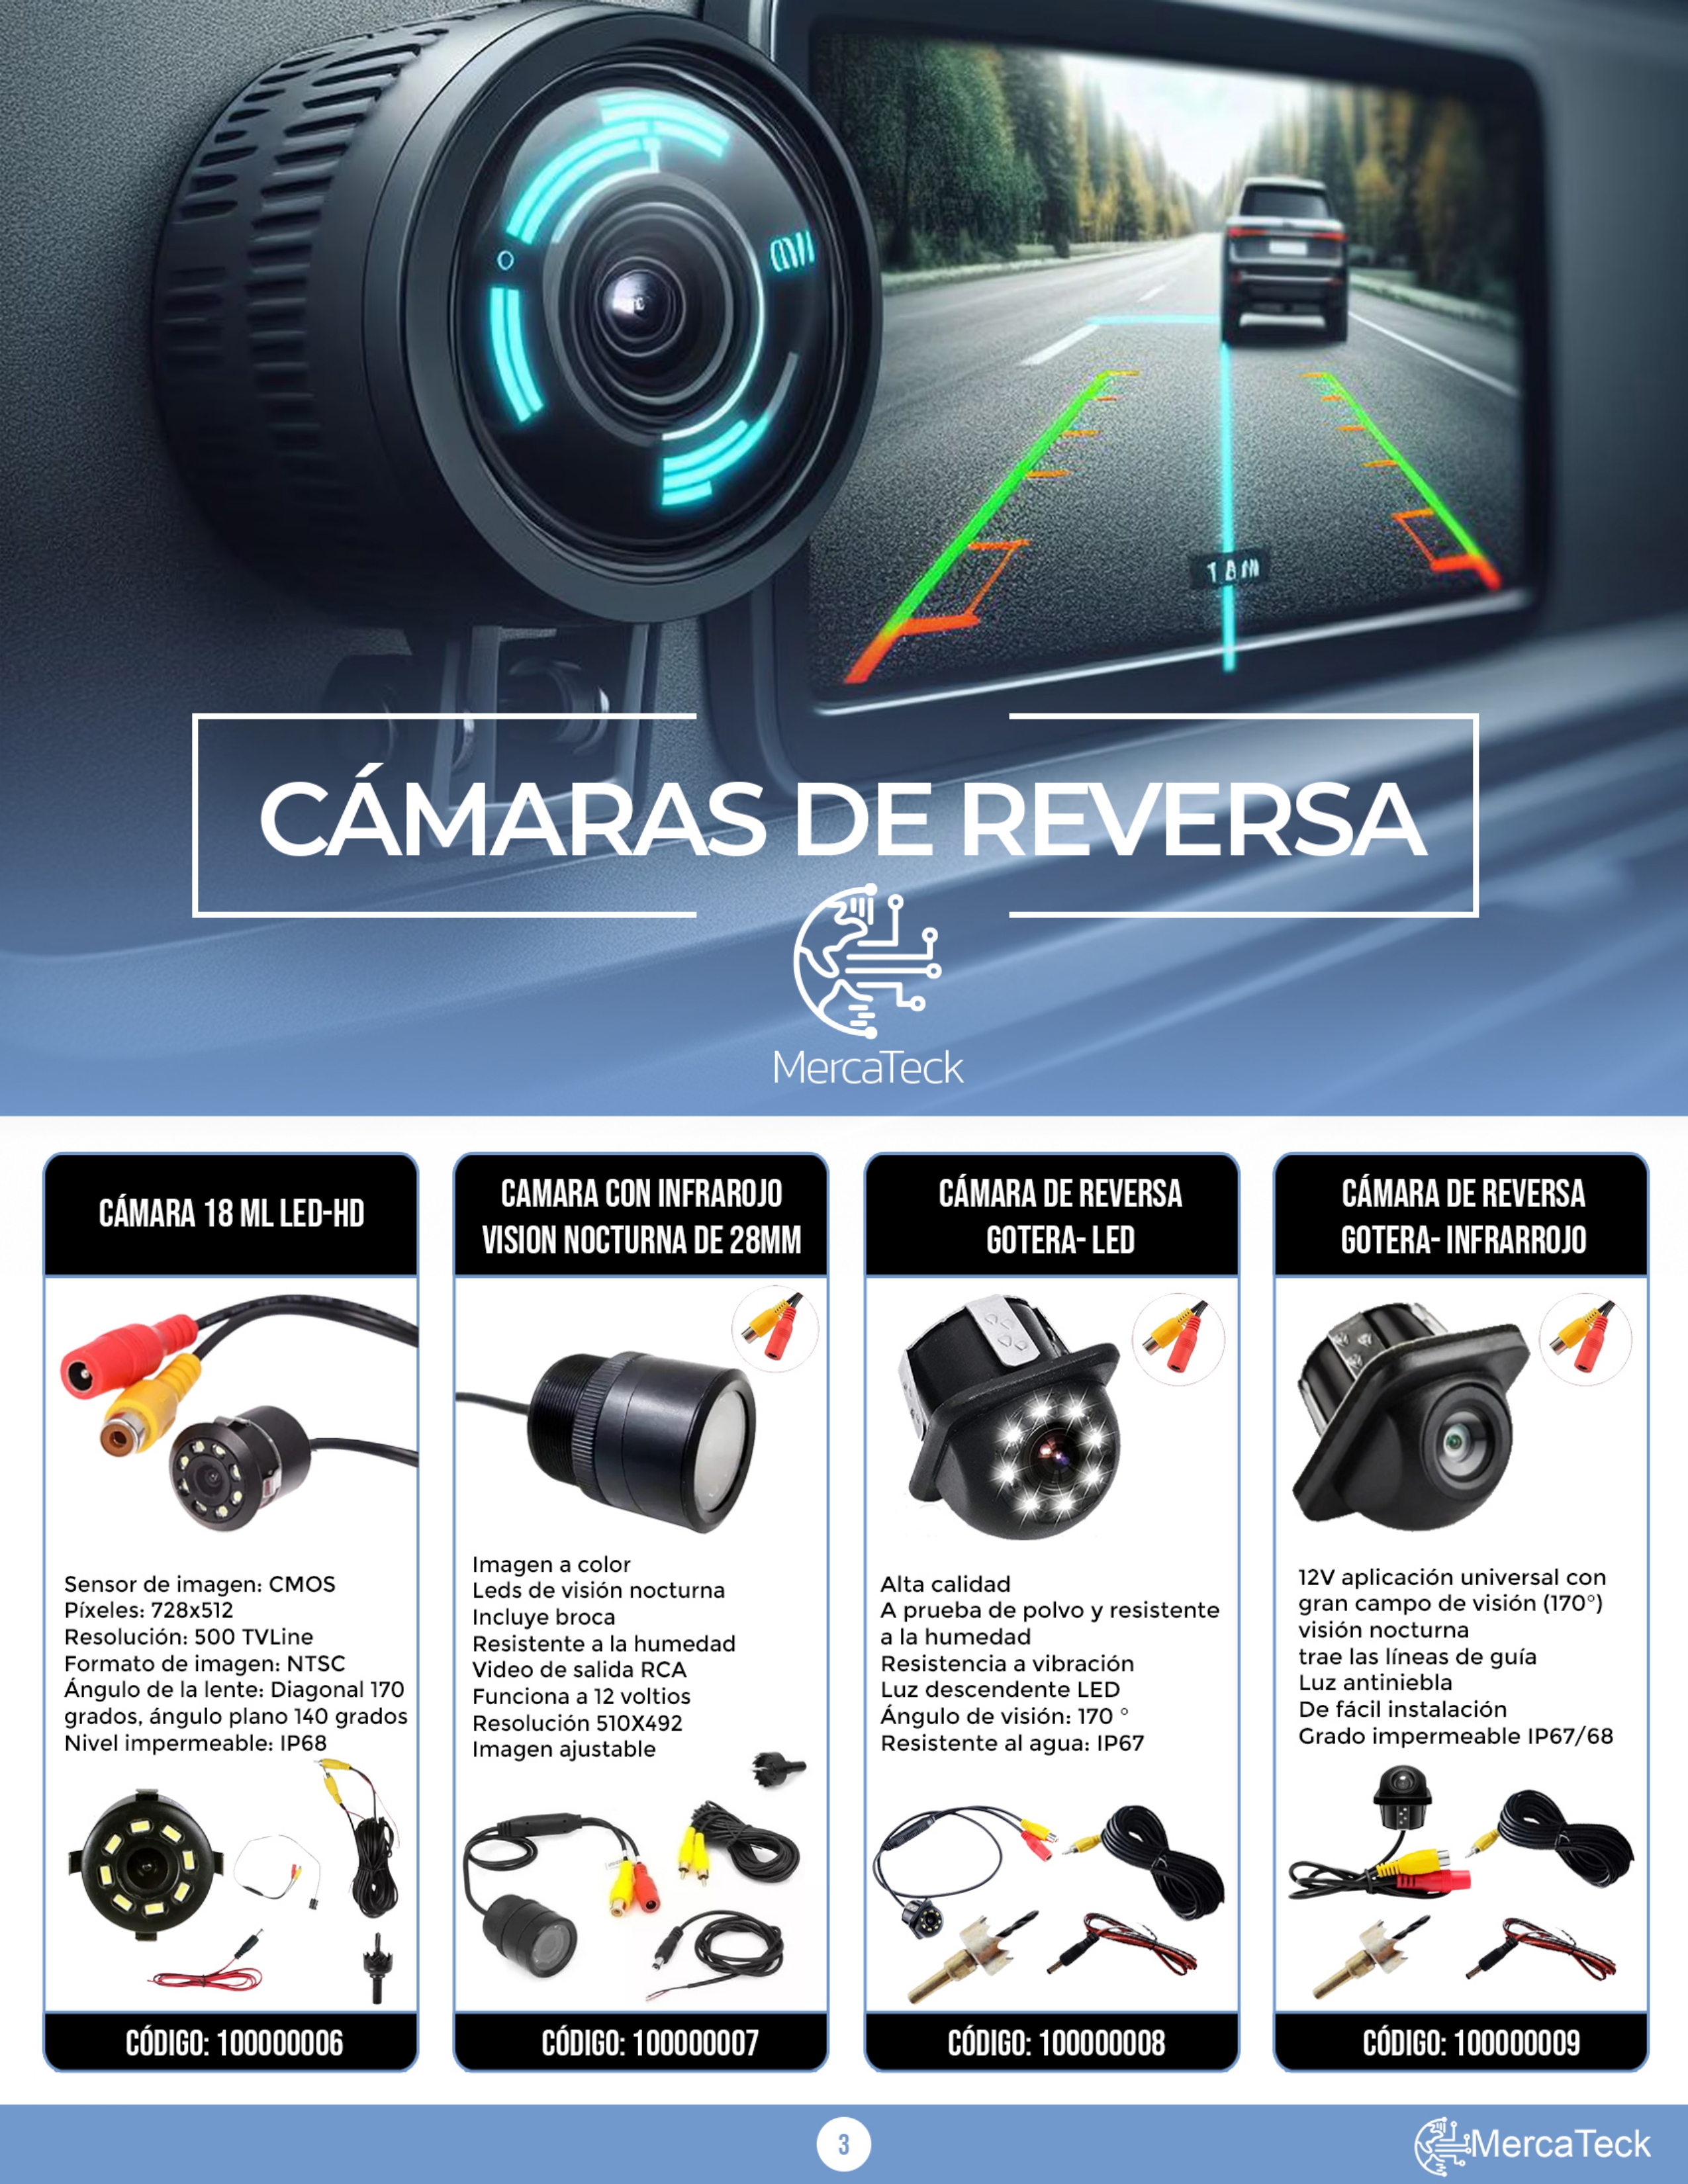 1 8 M
CÁMARAS DE REVERSA
MercaTeck
CÁMARA 18 ML LED-HD
Sensor de imagen: CMOS
Píxeles: 728x512
Resolución: 500 TVLine
Formato de imagen: NTSC
Ángulo de la lente: Diagonal 170
grados, ángulo plano 140 grados
Nivel impermeable: IP68
CÓDIGO: 100000006
CAMARA CON INFRAROJO
VISION NOCTURNA DE 28MM
Imagen a color
Leds de visión nocturna
Incluye broca
Resistente a la humedad
Video de salida RCA
Funciona a 12 voltios
Resolución 510X492
Imagen ajustable
CÓDIGO: 100000007
CÁMARA DE REVERSA
GOTERA- LED
Alta calidad
A prueba de polvo y resistente
a la humedad
Resistencia a vibración
Luz descendente LED
Ángulo de visión: 170 °
Resistente al agua: IP67
CÓDIGO: 100000008
CÁMARA DE REVERSA
GOTERA- INFRARROJO
12V aplicación universal con
gran campo de visión (170°)
visión nocturna
trae las líneas de guía
Luz antiniebla
De fácil instalación
Grado impermeable IP67/68
CÓDIGO: 100000009
3
MercaTeck